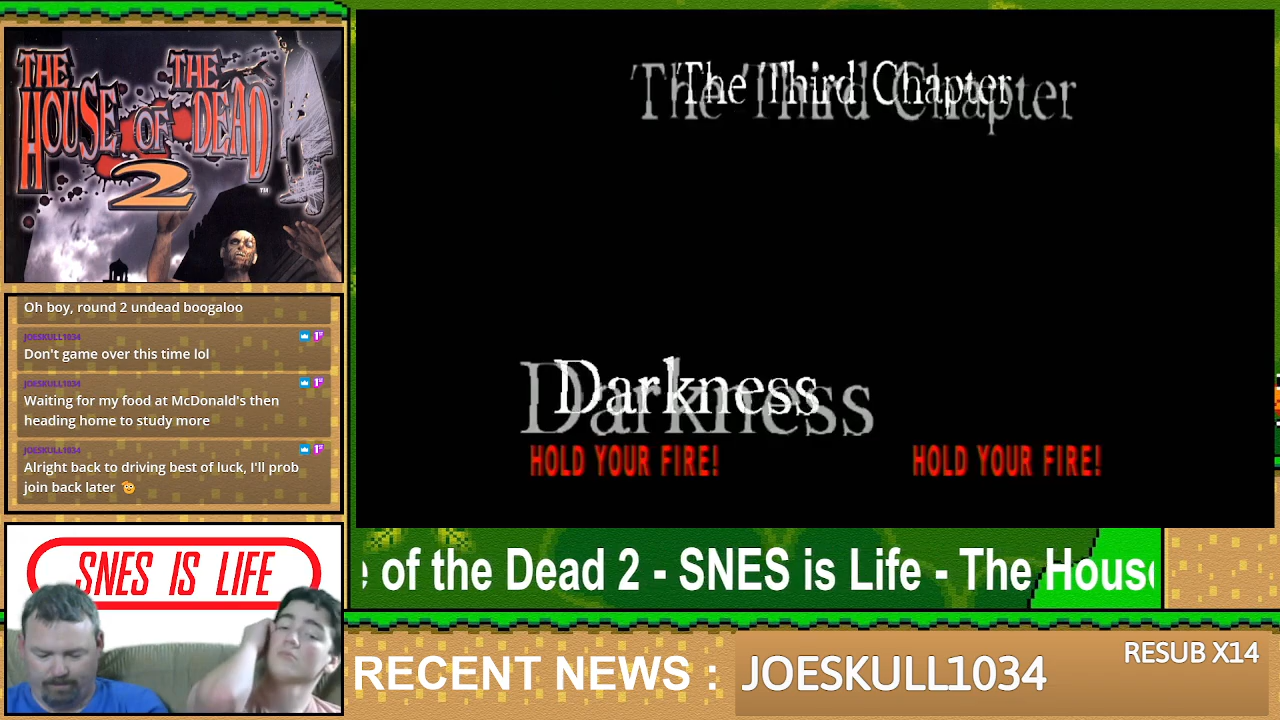 THE THE
HOUSE OF DEAD
2
TM
Oh boy, round 2 undead boogaloo
JOESKULL1034
Don't game over this time lol
JOESKULL1034
Waiting for my food at McDonald's then
heading home to study more
JOESKULL1034
Alright back to driving best of luck, I'll prob
join back later
SNES IS LIFE
The Third Chapter
Darkness
HOLD YOUR FIRE! HOLD YOUR FIRE!
e of the Dead 2 - SNES is Life - The House
RECENT NEWS : JOESKULL1034 RESUB X14